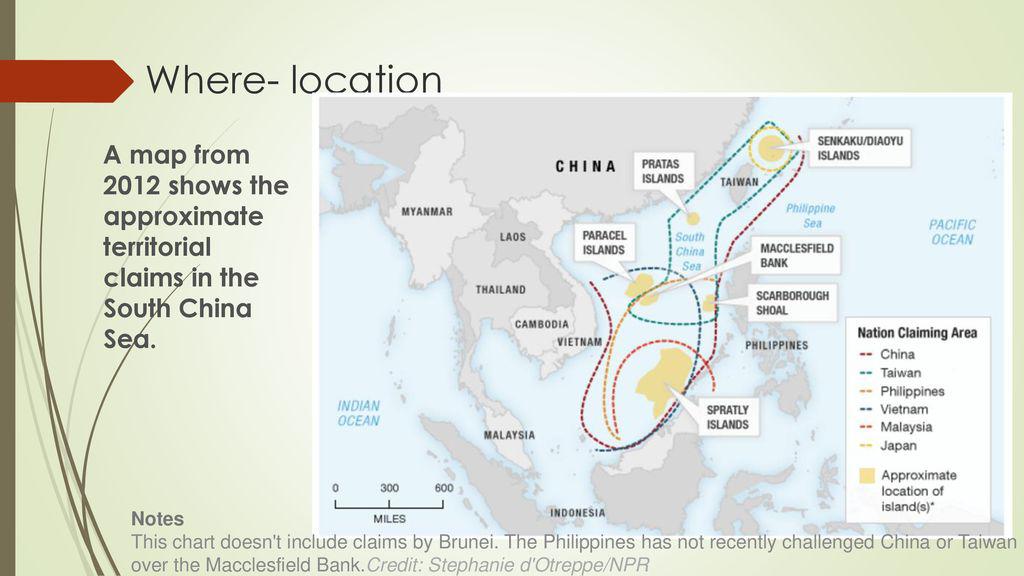 Where- location
A map from
2012 shows the
approximate
territorial
claims in the
South China
Sea.
SENKAKU/DIAOYU
ISLANDS
CHINA
PRATAS
ISLANDS
TAIWAN
MYANMAR
Philippine
Sea
PACIFIC
OCEAN
LAOS
PARACEL
ISLANDS
South
China
Sea
MACCLESFIELD
BANK
THAILAND
SCARBOROUGH
SHOAL
CAMBODIA
VIETNAM
PHILIPPINES
Nation Claiming Area
China
Taiwan
Philippines
Vietnam
Malaysia
Japan
Approximate
location of
island(s)*
INDIAN
OCEAN
SPRATLY
ISLANDS
MALAYSIA
0 300 600
MILES
INDONESIA
Notes
This chart doesn't include claims by Brunei. The Philippines has not recently challenged China or Taiwan
over the Macclesfield Bank.Credit: Stephanie d'Otreppe/NPR